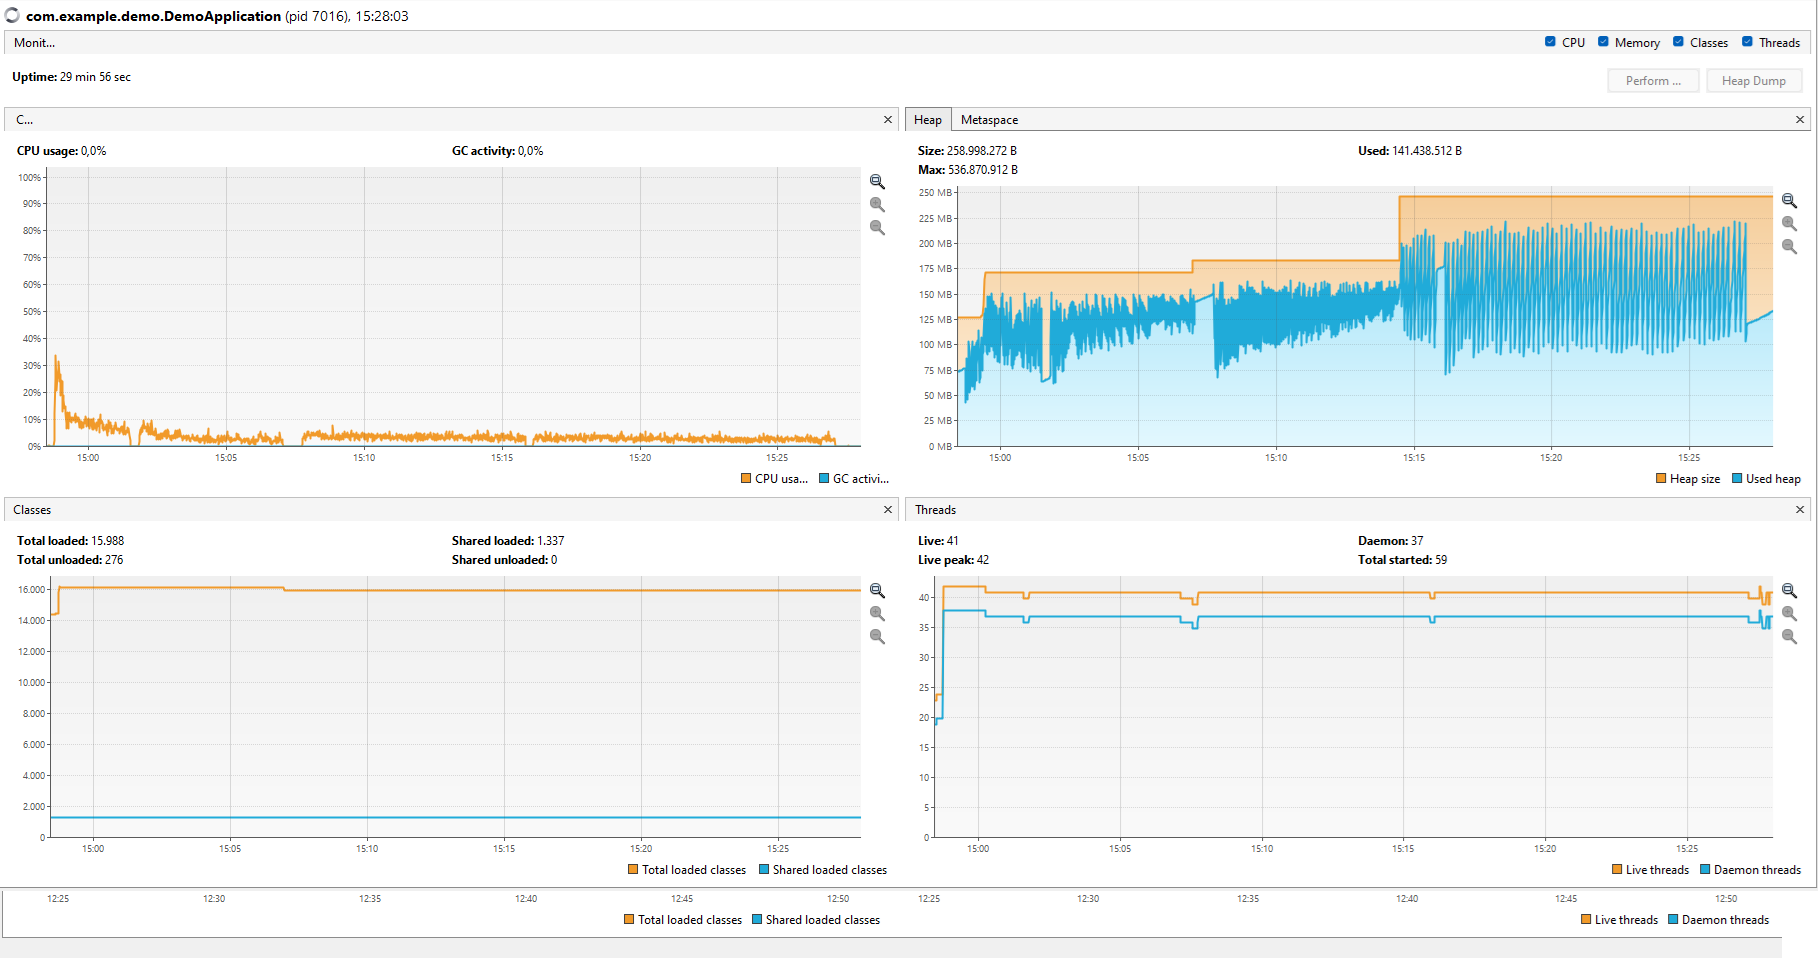 com.example.demo.DemoApplication (pid 7016), 15:28:03
Monit...
CPU Memory Classes Threads
Uptime: 29 min 56 sec
Perform ... Heap Dump
C...
CPU usage: 0,0% GC activity: 0,0%
100%
90%
80%
70%
60%
50%
40%
30%
20%
10%
0%
15:00 15:05 15:10 15:15 15:20 15:25
CPU usa... GC activi...
Heap Metaspace
Size: 258.998.272 B Used: 141.438.512 B
Max: 536.870.912 B
250 MB
225 MB
200 MB
175 MB
150 MB
125 MB
100 MB
75 MB
50 MB
25 MB
0 MB
15:00 15:05 15:10 15:15 15:20 15:25
Heap size Used heap
Classes
Total loaded: 15.988 Shared loaded: 1.337
Total unloaded: 276 Shared unloaded: 0
16.000
14.000
12.000
10.000
8.000
6.000
4.000
2.000
0
15:00 15:05 15:10 15:15 15:20 15:25
Total loaded classes Shared loaded classes
Threads
Live: 41 Daemon: 37
Live peak: 42 Total started: 59
40
35
30
25
20
15
10
5
0
15:00 15:05 15:10 15:15 15:20 15:25
Live threads Daemon threads
12:25 12:30 12:35 12:40 12:45 12:50
Total loaded classes Shared loaded classes
12:25 12:30 12:35 12:40 12:45 12:50
Live threads Daemon threads